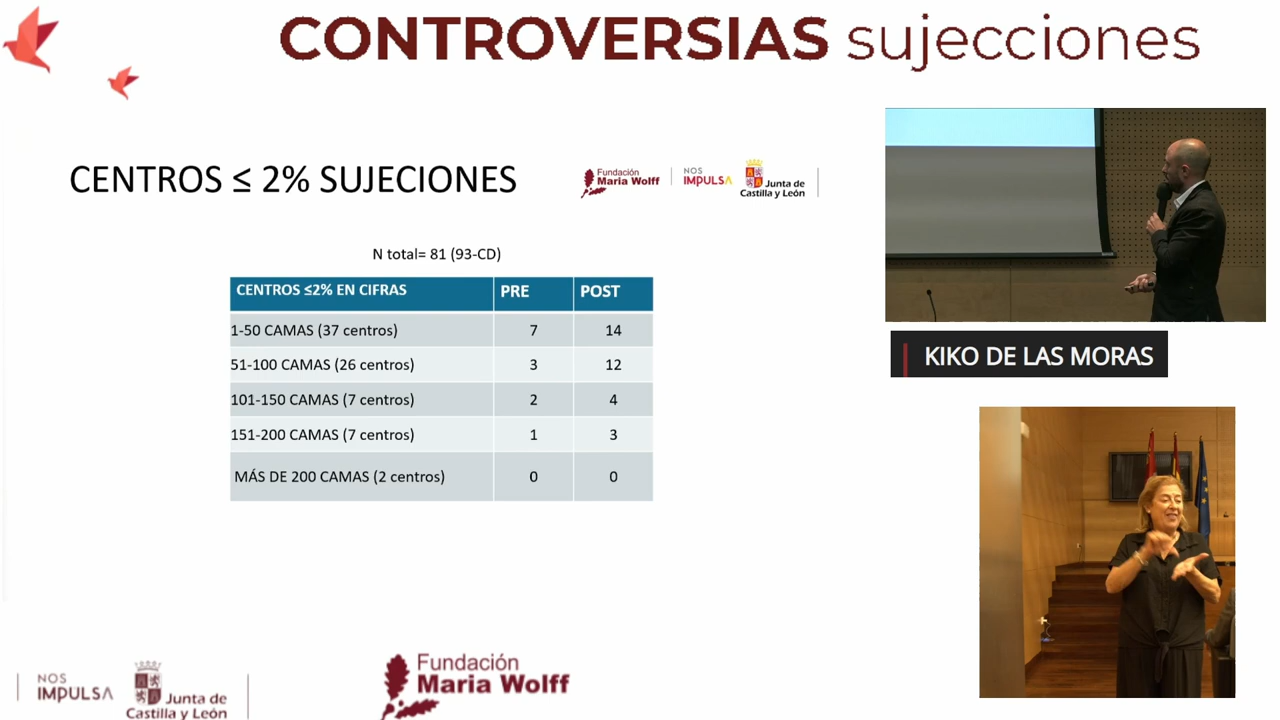 CONTROVERSIAS sujecciones
CENTROS ≤ 2% SUJECIONES
Fundación
Maria Wolff
NOS
IMPULSA
Junta de
Castilla y León
N total= 81 (93-CD)
CENTROS ≤2% EN CIFRAS PRE POST
1-50 CAMAS (37 centros) 7 14
51-100 CAMAS (26 centros) 3 12
101-150 CAMAS (7 centros) 2 4
151-200 CAMAS (7 centros) 1 3
MÁS DE 200 CAMAS (2 centros) 0 0
KIKO DE LAS MORAS
NOS
IMPULSA
Junta de
Castilla y León
Fundación
Maria Wolff